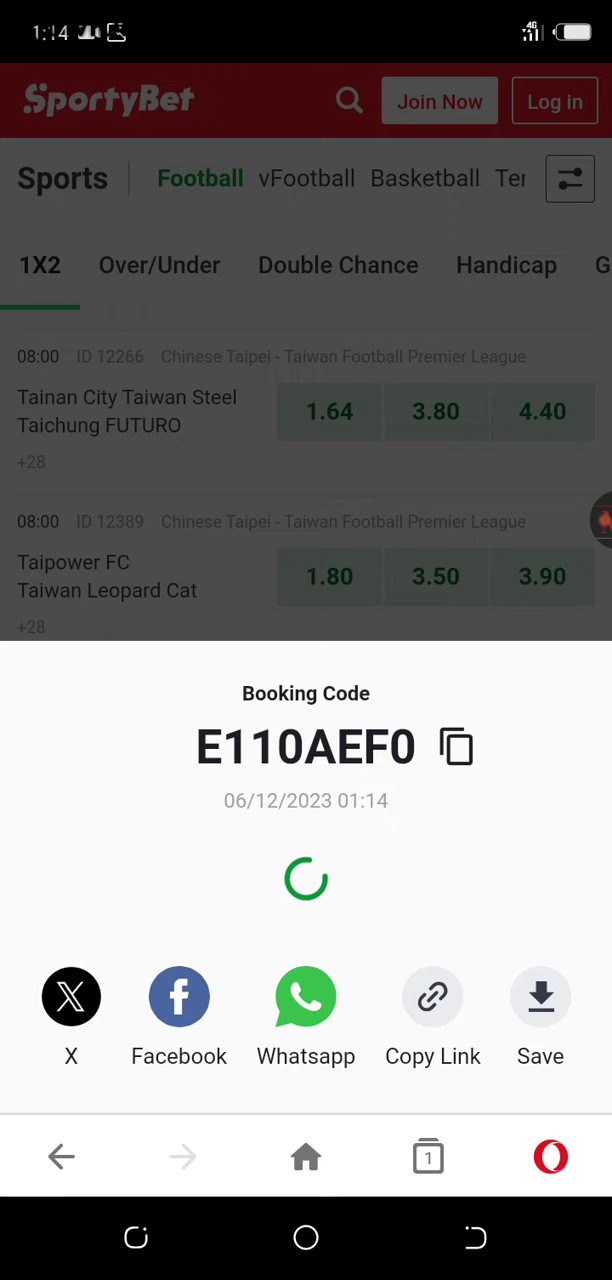 1:14
4G
SportyBet
Join Now
Log in
Sports
Football
vFootball
Basketball
Ter
1X2
Over/Under
Double Chance
Handicap
G
08:00 ID 12266 Chinese Taipei - Taiwan Football Premier League
Tainan City Taiwan Steel
Taichung FUTURO
1.64
3.80
4.40
+28
08:00 ID 12389 Chinese Taipei - Taiwan Football Premier League
Taipower FC
Taiwan Leopard Cat
1.80
3.50
3.90
+28
Booking Code
E110AEF0
06/12/2023 01:14
X
Facebook
Whatsapp
Copy Link
Save
1